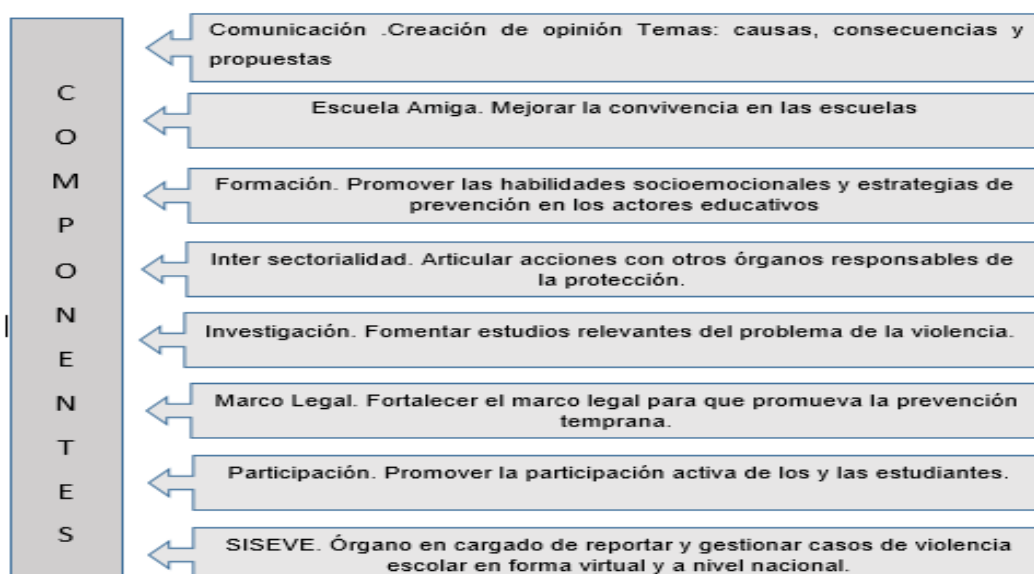 COMPONENTES
Comunicación .Creación de opinión Temas: causas, consecuencias y
propuestas
Escuela Amiga. Mejorar la convivencia en las escuelas
Formación. Promover las habilidades socioemocionales y estrategias de
prevención en los actores educativos
Inter sectorialidad. Articular acciones con otros órganos responsables de
la protección.
Investigación. Fomentar estudios relevantes del problema de la violencia.
Marco Legal. Fortalecer el marco legal para que promueva la prevención
temprana.
Participación. Promover la participación activa de los y las estudiantes.
SISEVE. Órgano en cargado de reportar y gestionar casos de violencia
escolar en forma virtual y a nivel nacional.